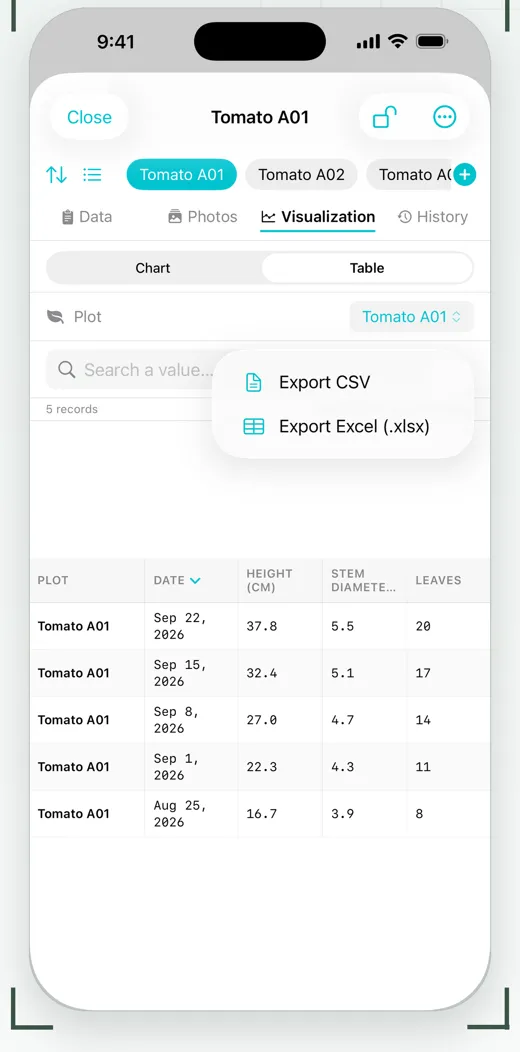 9:41
Close
Tomato A01
Tomato A01
Tomato A02
Tomato A0
Data
Photos
Visualization
History
Chart
Table
Plot
Tomato A01
Search a value...
Export CSV
Export Excel (.xlsx)
5 records
PLOT
DATE
HEIGHT
(CM)
STEM
DIAMETE...
LEAVES
Tomato A01
Sep 22,
2026
37.8
5.5
20
Tomato A01
Sep 15,
2026
32.4
5.1
17
Tomato A01
Sep 8,
2026
27.0
4.7
14
Tomato A01
Sep 1,
2026
22.3
4.3
11
Tomato A01
Aug 25,
2026
16.7
3.9
8